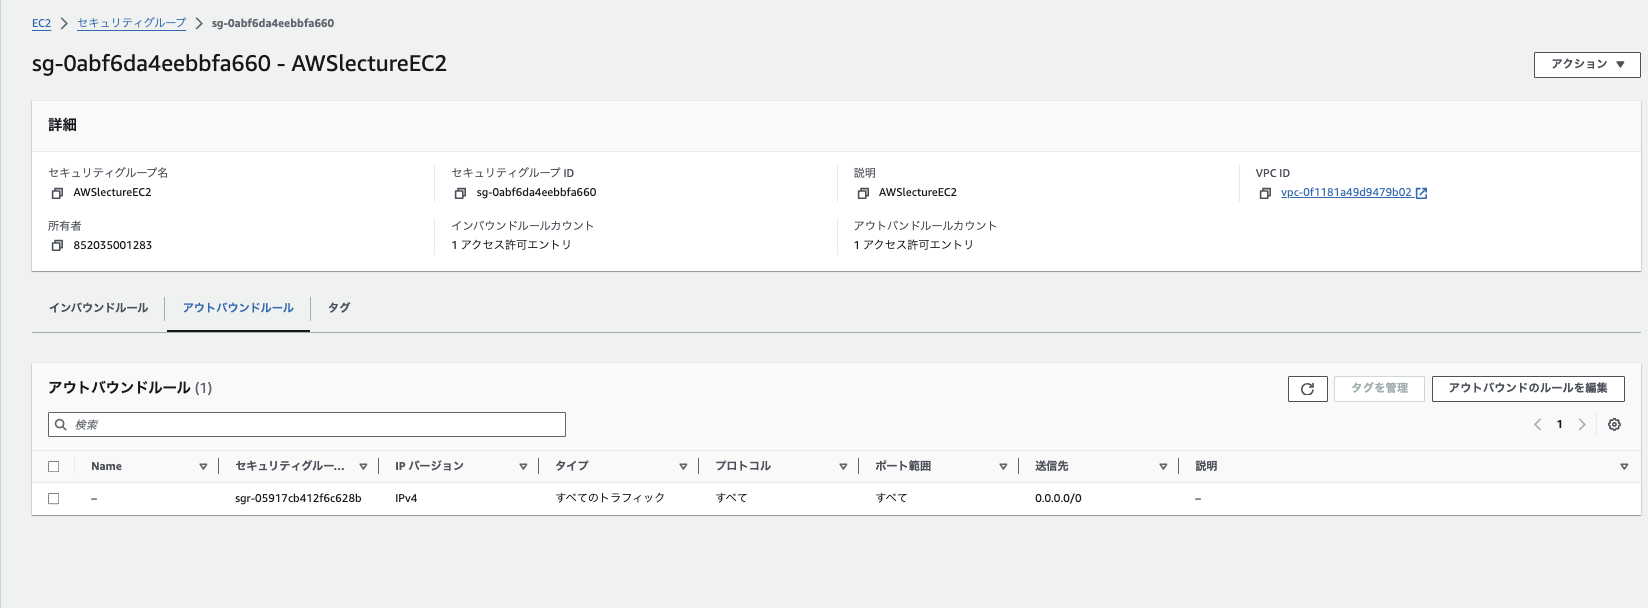 EC2 > セキュリティグループ > sg-0abf6da4eebbfa660
sg-0abf6da4eebbfa660 - AWSlectureEC2
アクション ▼
詳細
セキュリティグループ名 セキュリティグループ ID 説明 VPC ID
AWSlectureEC2 sg-0abf6da4eebbfa660 AWSlectureEC2 vpc-0f1181a49d9479b02
所有者 インバウンドルールカウント アウトバンドルールカウント
852035001283 1 アクセス許可エントリ 1 アクセス許可エントリ
インバウンドルール アウトバウンドルール タグ
アウトバウンドルール (1)
タグを管理 アウトバウンドのルールを編集
検索
1
Name セキュリティグルー... IP バージョン タイプ プロトコル ポート範囲 送信先 説明
– sgr-05917cb412f6c628b IPv4 すべてのトラフィック すべて すべて 0.0.0.0/0 –